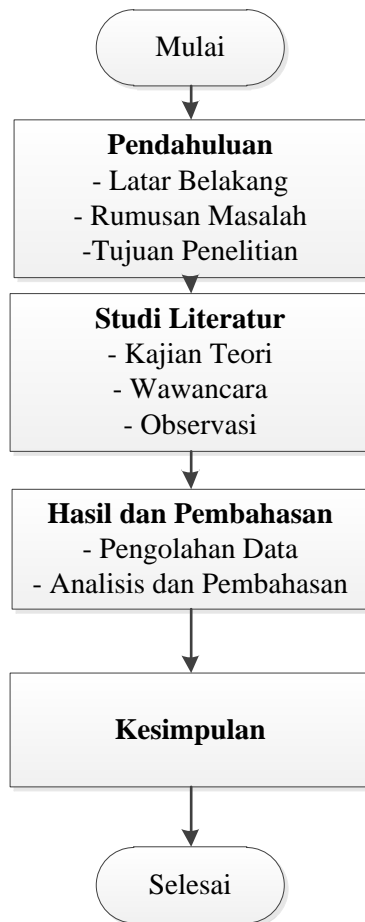 Mulai
Pendahuluan
- Latar Belakang
- Rumusan Masalah
-Tujuan Penelitian
Studi Literatur
- Kajian Teori
- Wawancara
- Observasi
Hasil dan Pembahasan
- Pengolahan Data
- Analisis dan Pembahasan
Kesimpulan
Selesai